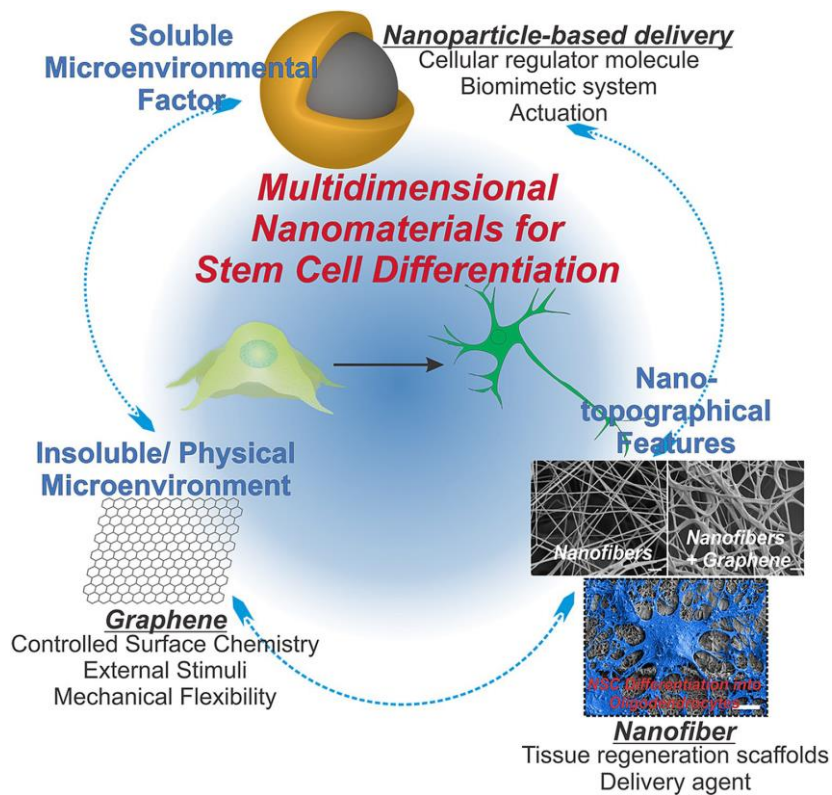 Soluble
Microenvironmental
Factor
Nanoparticle-based delivery
Cellular regulator molecule
Biomimetic system
Actuation
Multidimensional
Nanomaterials for
Stem Cell Differentiation
Nano-
topographical
Features
Insoluble/ Physical
Microenvironment
Nanofibers
Nanofibers
+ Graphene
Graphene
Controlled Surface Chemistry
External Stimuli
Mechanical Flexibility
NSC Differentiation into
Oligodendrocytes
Nanofiber
Tissue regeneration scaffolds
Delivery agent